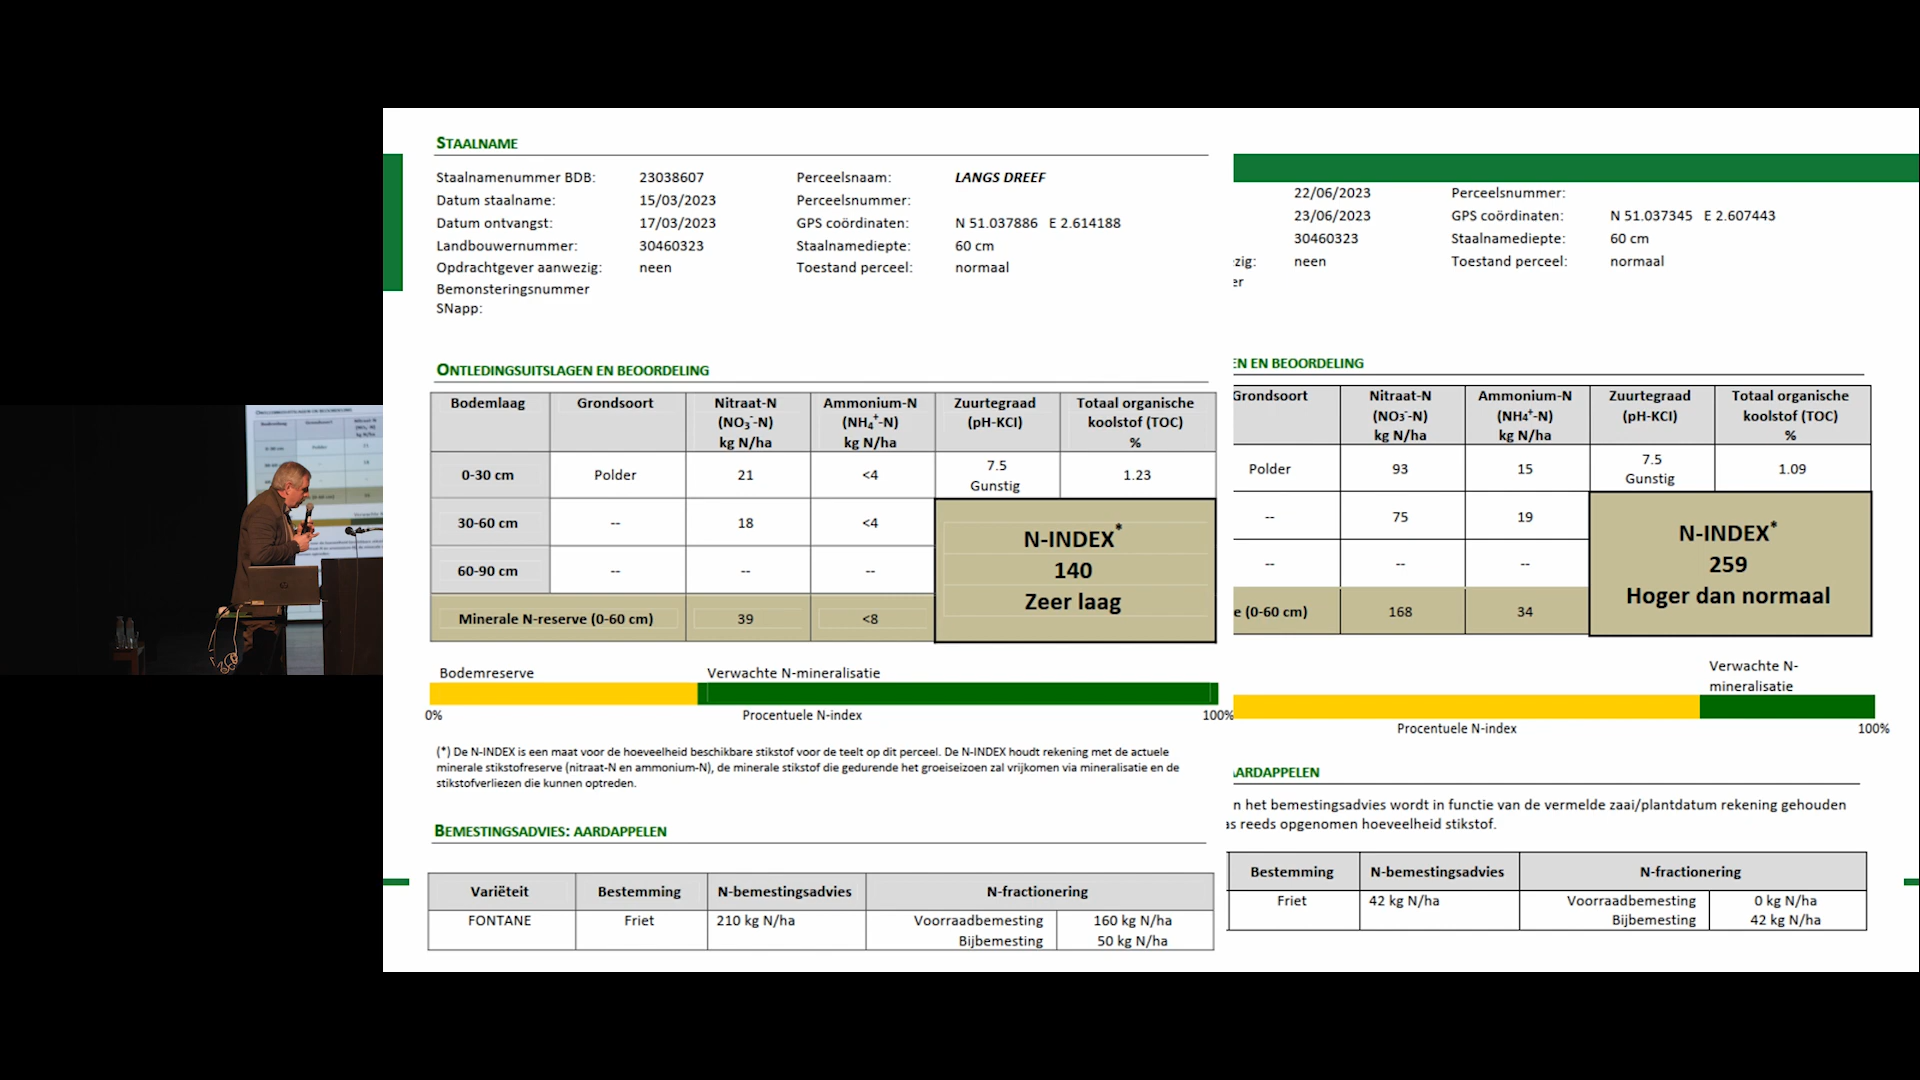 STAALNAME
Staalnamenummer BDB: 23038607 Perceelsnaam: LANGS DREEF
Datum staalname: 15/03/2023 Perceelsnummer:
Datum ontvangst: 17/03/2023 GPS coördinaten: N 51.037886 E 2.614188
Landbouwernummer: 30460323 Staalnamediepte: 60 cm
Opdrachtgever aanwezig: neen Toestand perceel: normaal
Bemonsteringsnummer
SNapp:
ONTLEDINGSUITSLAGEN EN BEOORDELING
Bodemlaag Grondsoort Nitraat-N (NO3⁻-N) kg N/ha Ammonium-N (NH4⁺-N) kg N/ha Zuurtegraad (pH-KCl) Totaal organische koolstof (TOC) %
0-30 cm Polder 21 <4 7.5 Gunstig 1.23
30-60 cm -- 18 <4
60-90 cm -- -- --
Minerale N-reserve (0-60 cm) 39 <8
N-INDEX*
140
Zeer laag
Bodemreserve Verwachte N-mineralisatie
0% Procentuele N-index 100%
(*) De N-INDEX is een maat voor de hoeveelheid beschikbare stikstof voor de teelt op dit perceel. De N-INDEX houdt rekening met de actuele
minerale stikstofreserve (nitraat-N en ammonium-N), de minerale stikstof die gedurende het groeiseizoen zal vrijkomen via mineralisatie en de
stikstofverliezen die kunnen optreden.
BEMESTINGSADVIES: AARDAPPELEN
Variëteit Bestemming N-bemestingsadvies N-fractionering
FONTANE Friet 210 kg N/ha Voorraadbemesting 160 kg N/ha
Bijbemesting 50 kg N/ha
22/06/2023 Perceelsnummer:
23/06/2023 GPS coördinaten: N 51.037345 E 2.607443
30460323 Staalnamediepte: 60 cm
zig: neen Toestand perceel: normaal
er
EN EN BEOORDELING
Grondsoort Nitraat-N (NO3⁻-N) kg N/ha Ammonium-N (NH4⁺-N) kg N/ha Zuurtegraad (pH-KCl) Totaal organische koolstof (TOC) %
Polder 93 15 7.5 Gunstig 1.09
-- 75 19
-- -- --
e (0-60 cm) 168 34
N-INDEX*
259
Hoger dan normaal
Verwachte N-
mineralisatie
Procentuele N-index 100%
AARDAPPELEN
n het bemestingsadvies wordt in functie van de vermelde zaai/plantdatum rekening gehouden
as reeds opgenomen hoeveelheid stikstof.
Bestemming N-bemestingsadvies N-fractionering
Friet 42 kg N/ha Voorraadbemesting 0 kg N/ha
Bijbemesting 42 kg N/ha